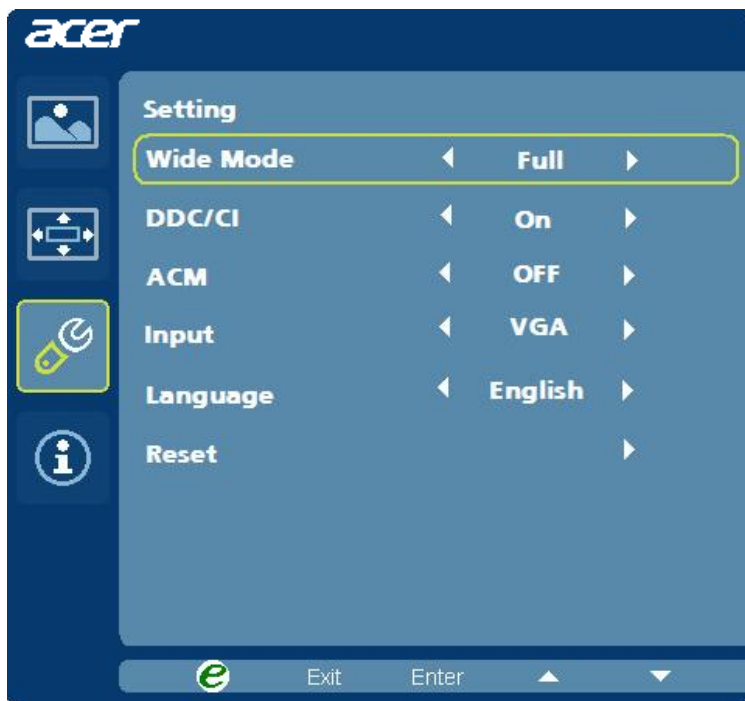 acer
Setting
Wide Mode Full
DDC/CI On
ACM OFF
Input VGA
Language English
Reset
e Exit Enter